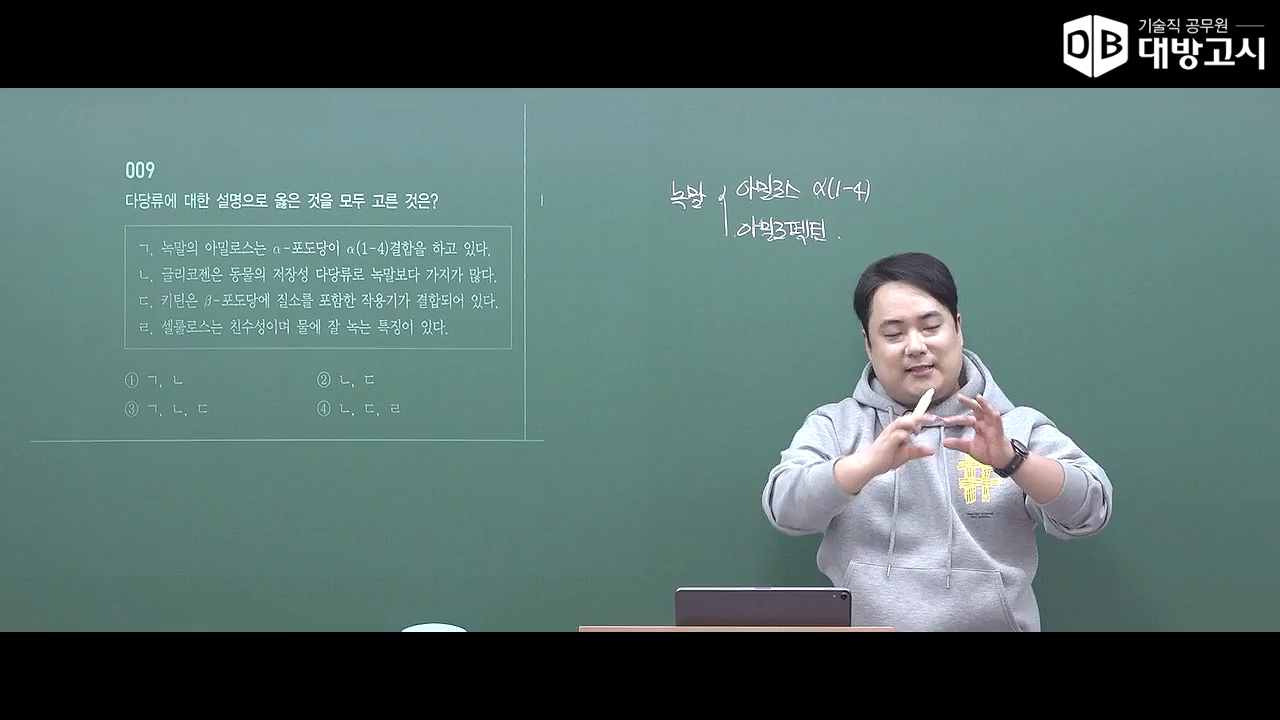 기술직 공무원
DB 대방고시
009
다당류에 대한 설명으로 옳은 것을 모두 고른 것은?
ㄱ. 녹말의 아밀로스는 α-포도당이 α(1-4)결합을 하고 있다.
ㄴ. 글리코젠은 동물의 저장성 다당류로 녹말보다 가지가 많다.
ㄷ. 키틴은 β-포도당에 질소를 포함한 작용기가 결합되어 있다.
ㄹ. 셀룰로스는 친수성이며 물에 잘 녹는 특징이 있다.
① ㄱ, ㄴ ② ㄴ, ㄷ
③ ㄱ, ㄴ, ㄷ ④ ㄴ, ㄷ, ㄹ
녹말 아밀로스 α(1-4)
아밀로펙틴